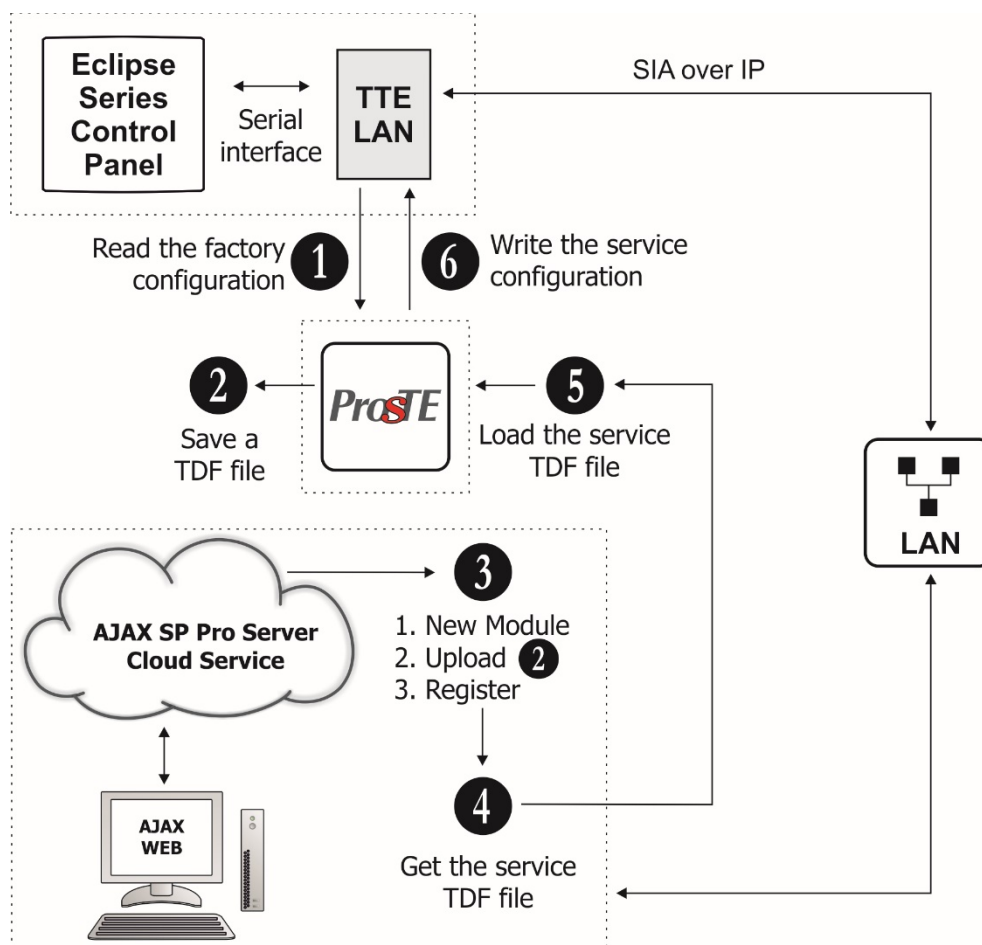 Eclipse
Series
Control
Panel
Serial
interface
TTE
LAN
SIA over IP
Read the factory
configuration
1
6
Write the service
configuration
2
Save a
TDF file
ProsTE
5
Load the service
TDF file
LAN
AJAX SP Pro Server
Cloud Service
3
1. New Module
2. Upload 2
3. Register
AJAX
WEB
4
Get the service
TDF file